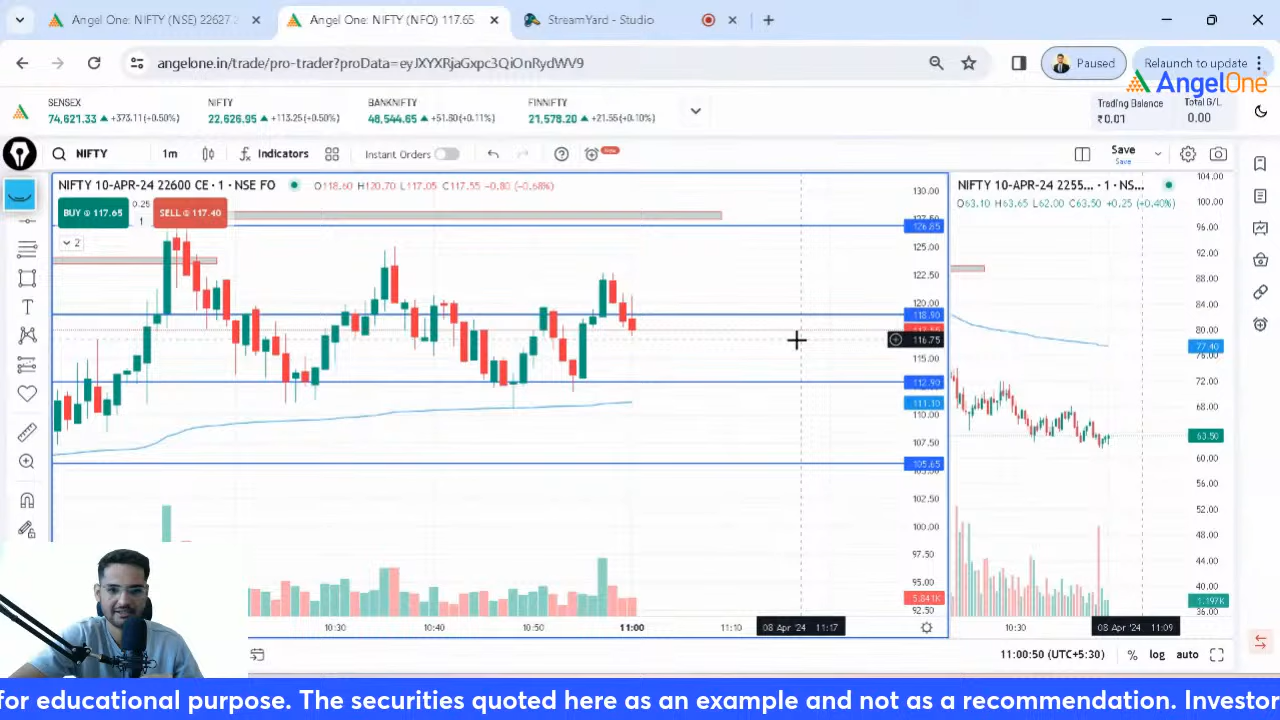 Angel One: NIFTY (NSE) 22627.2
Angel One: NIFTY (NFO) 117.65
StreamYard - Studio
angelone.in/trade/pro-trader?proData=eyJXYXRjaGxpc3QiOnRydWV9
Paused
Relaunch to update
AngelOne
SENSEX
74,621.33 +373.11(+0.50%)
NIFTY
22,626.95 +113.25(+0.50%)
BANKNIFTY
48,544.65 +51.80(+0.11%)
FINNIFTY
21,578.20 +21.55(+0.10%)
Trading Balance
₹0.01
Total G/L
0.00
NIFTY
1m
Indicators
Instant Orders
New
Save
Save
NIFTY 10-APR-24 22600 CE · 1 · NSE FO
O118.60 H120.70 L117.05 C117.55 −0.80 (−0.68%)
BUY @ 117.65
0.25
1
SELL @ 117.40
2
130.00
127.50
126.85
125.00
122.50
120.00
118.90
117.55
116.75
115.00
112.90
111.10
110.00
107.50
105.65
105.00
102.50
100.00
97.50
95.00
5.841K
92.50
10:30
10:40
10:50
11:00
11:10
08 Apr '24 11:17
NIFTY 10-APR-24 2255... · 1 · NS...
O63.10 H63.65 L62.00 C63.50 +0.25 (+0.40%)
104.00
100.00
96.00
92.00
88.00
84.00
80.00
77.40
76.00
72.00
68.00
63.50
60.00
56.00
52.00
48.00
44.00
40.00
1.197K
36.00
10:30
08 Apr '24 11:09
11:00:50 (UTC+5:30)
%
log
auto
for educational purpose. The securities quoted here as an example and not as a recommendation. Investor